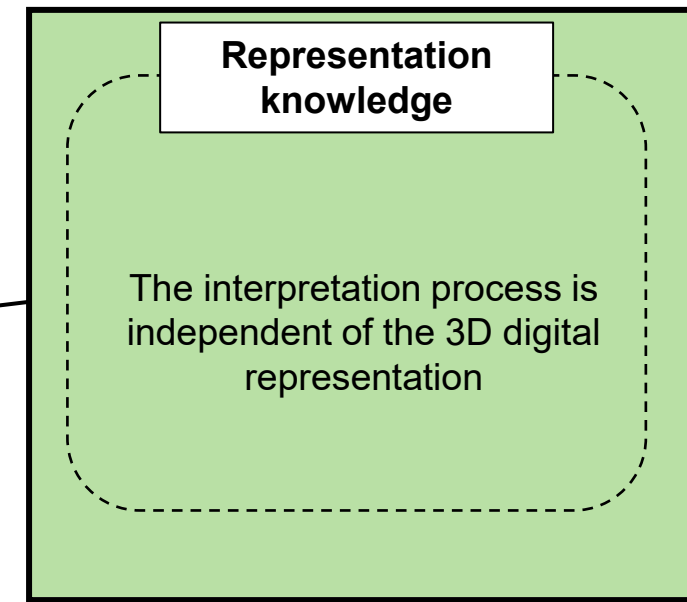 Representation
knowledge
The interpretation process is
independent of the 3D digital
representation